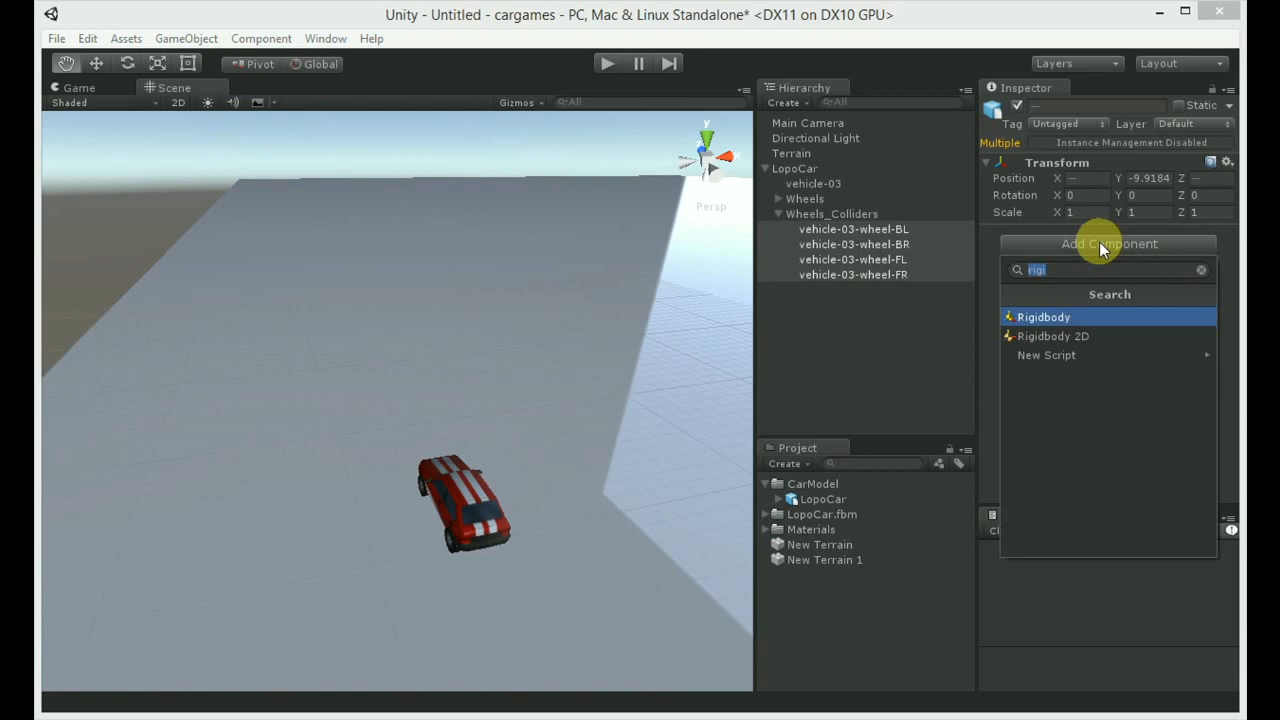 Unity - Untitled - cargames - PC, Mac & Linux Standalone* <DX11 on DX10 GPU>
File Edit Assets GameObject Component Window Help
Pivot Global Layers Layout
Game Scene
Shaded 2D Gizmos All
y
x
Persp
Hierarchy
Create All
Main Camera
Directional Light
Terrain
LopoCar
vehicle-03
Wheels
Wheels_Colliders
vehicle-03-wheel-BL
vehicle-03-wheel-BR
vehicle-03-wheel-FL
vehicle-03-wheel-FR
Project
Create
CarModel
LopoCar
LopoCar.fbm
Materials
New Terrain
New Terrain 1
Inspector
— Static
Tag Untagged Layer Default
Multiple Instance Management Disabled
Transform
Position X — Y -9.9184 Z —
Rotation X 0 Y 0 Z 0
Scale X 1 Y 1 Z 1
Add Component
rigi
Search
Rigidbody
Rigidbody 2D
New Script